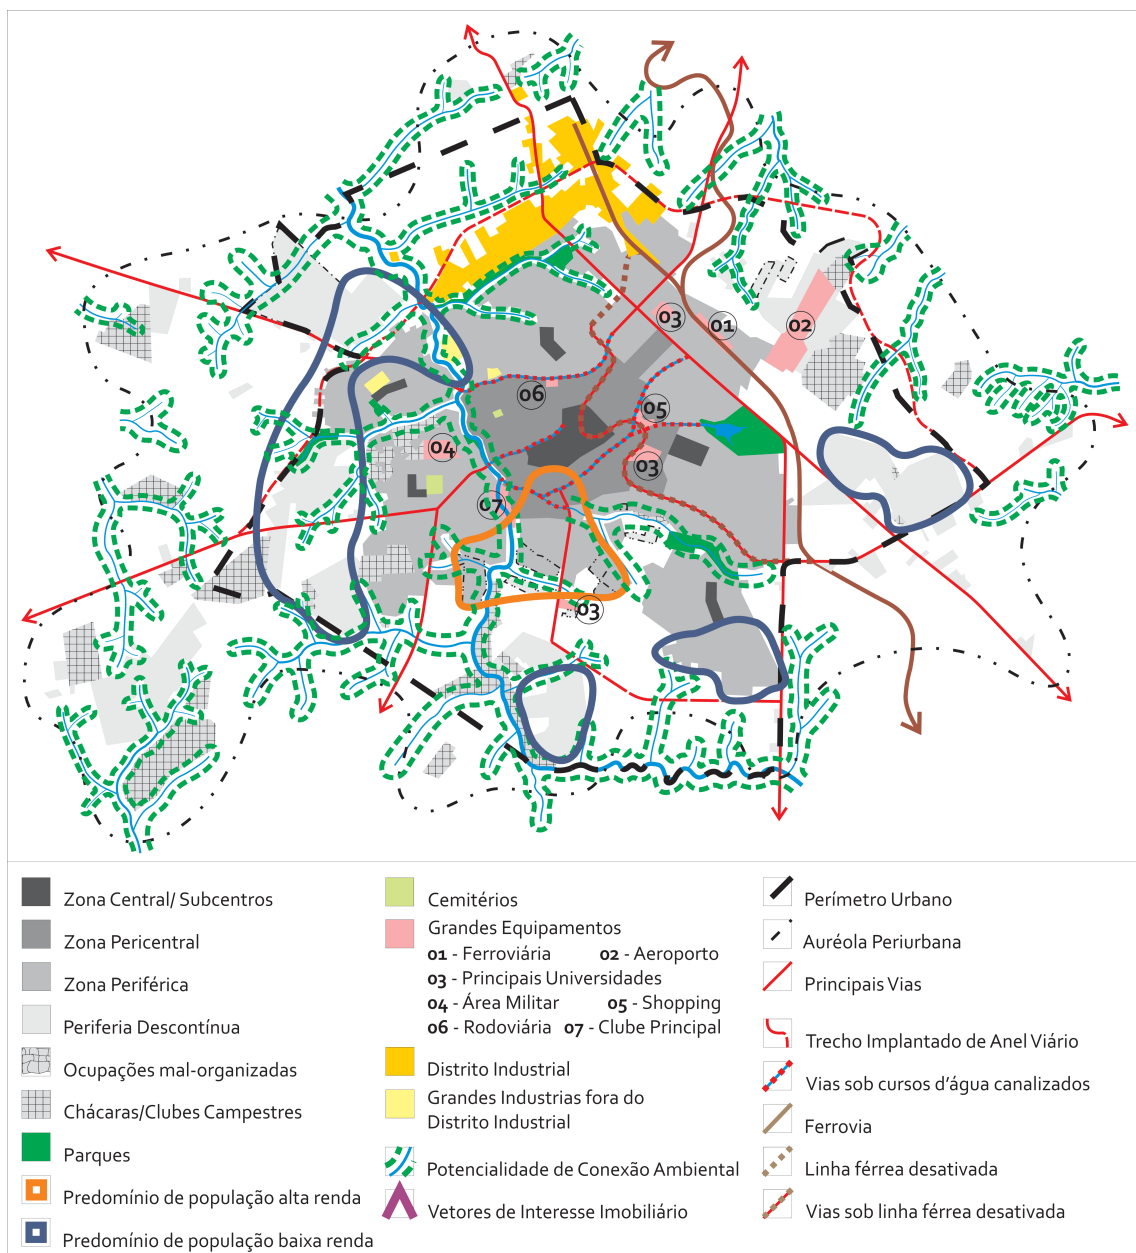 03
01
02
06
05
04
03
07
03
Zona Central/ Subcentros
Zona Pericentral
Zona Periférica
Periferia Descontínua
Ocupações mal-organizadas
Chácaras/Clubes Campestres
Parques
Predomínio de população alta renda
Predomínio de população baixa renda
Cemitérios
Grandes Equipamentos
01 - Ferroviária 02 - Aeroporto
03 - Principais Universidades
04 - Área Militar 05 - Shopping
06 - Rodoviária 07 - Clube Principal
Distrito Industrial
Grandes Industrias fora do
Distrito Industrial
Potencialidade de Conexão Ambiental
Vetores de Interesse Imobiliário
Perímetro Urbano
Auréola Periurbana
Principais Vias
Trecho Implantado de Anel Viário
Vias sob cursos d'água canalizados
Ferrovia
Linha férrea desativada
Vias sob linha férrea desativada